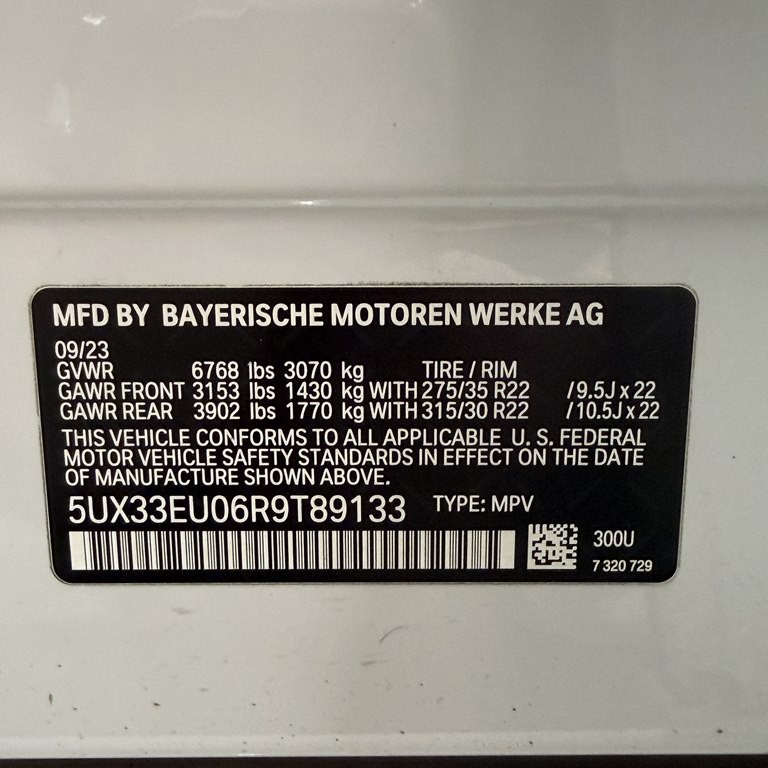 MFD BY BAYERISCHE MOTOREN WERKE AG
09/23
GVWR 6768 lbs 3070 kg TIRE / RIM
GAWR FRONT 3153 lbs 1430 kg WITH 275/35 R22 /9.5J x 22
GAWR REAR 3902 lbs 1770 kg WITH 315/30 R22 /10.5J x 22
THIS VEHICLE CONFORMS TO ALL APPLICABLE U. S. FEDERAL
MOTOR VEHICLE SAFETY STANDARDS IN EFFECT ON THE DATE
OF MANUFACTURE SHOWN ABOVE.
5UX33EU06R9T89133 TYPE: MPV
300U
7 320 729